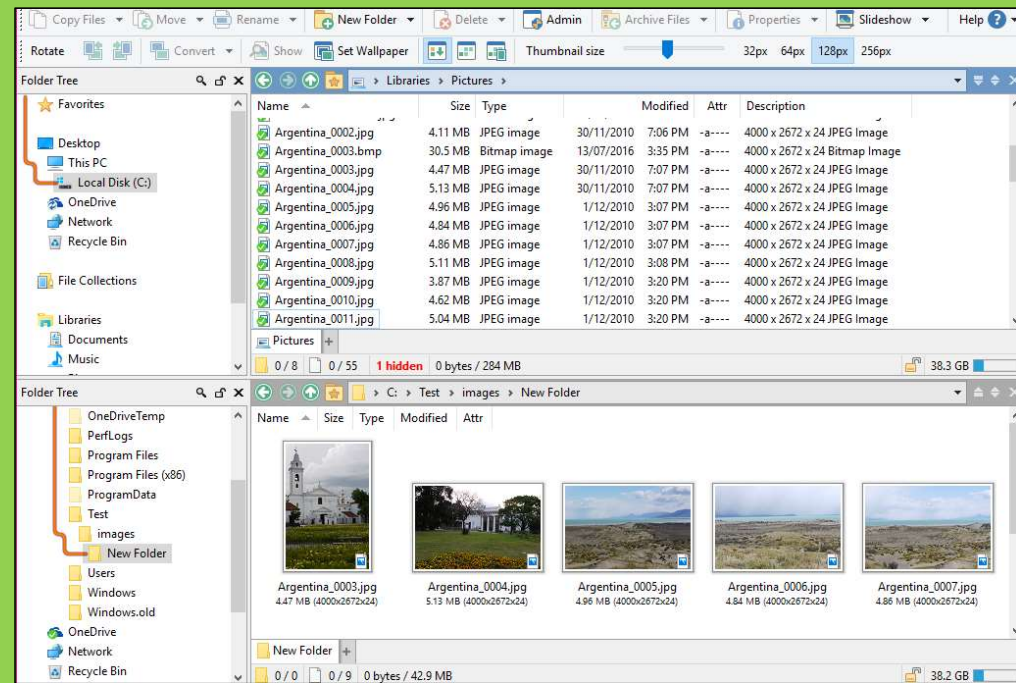 Copy Files Move Rename New Folder Delete Admin Archive Files Properties Slideshow Help
Rotate Convert Show Set Wallpaper Thumbnail size 32px 64px 128px 256px
Folder Tree
Favorites
Desktop
This PC
Local Disk (C:)
OneDrive
Network
Recycle Bin
File Collections
Libraries
Documents
Music
› Libraries › Pictures ›
Name Size Type Modified Attr Description
Argentina_0002.jpg 4.11 MB JPEG image 30/11/2010 7:06 PM -a---- 4000 x 2672 x 24 JPEG Image
Argentina_0003.bmp 30.5 MB Bitmap image 13/07/2016 3:35 PM -a---- 4000 x 2672 x 24 Bitmap Image
Argentina_0003.jpg 4.47 MB JPEG image 30/11/2010 7:07 PM -a---- 4000 x 2672 x 24 JPEG Image
Argentina_0004.jpg 5.13 MB JPEG image 30/11/2010 7:07 PM -a---- 4000 x 2672 x 24 JPEG Image
Argentina_0005.jpg 4.96 MB JPEG image 1/12/2010 3:07 PM -a---- 4000 x 2672 x 24 JPEG Image
Argentina_0006.jpg 4.84 MB JPEG image 1/12/2010 3:07 PM -a---- 4000 x 2672 x 24 JPEG Image
Argentina_0007.jpg 4.86 MB JPEG image 1/12/2010 3:07 PM -a---- 4000 x 2672 x 24 JPEG Image
Argentina_0008.jpg 5.11 MB JPEG image 1/12/2010 3:08 PM -a---- 4000 x 2672 x 24 JPEG Image
Argentina_0009.jpg 3.87 MB JPEG image 1/12/2010 3:20 PM -a---- 4000 x 2672 x 24 JPEG Image
Argentina_0010.jpg 4.62 MB JPEG image 1/12/2010 3:20 PM -a---- 4000 x 2672 x 24 JPEG Image
Argentina_0011.jpg 5.04 MB JPEG image 1/12/2010 3:20 PM -a---- 4000 x 2672 x 24 JPEG Image
Pictures
0 / 8 0 / 55 1 hidden 0 bytes / 284 MB 38.3 GB
Folder Tree
OneDriveTemp
PerfLogs
Program Files
Program Files (x86)
ProgramData
Test
images
New Folder
Users
Windows
Windows.old
OneDrive
Network
Recycle Bin
› C: › Test › images › New Folder
Name Size Type Modified Attr
Argentina_0003.jpg
4.47 MB (4000x2672x24)
Argentina_0004.jpg
5.13 MB (4000x2672x24)
Argentina_0005.jpg
4.96 MB (4000x2672x24)
Argentina_0006.jpg
4.84 MB (4000x2672x24)
Argentina_0007.jpg
4.86 MB (4000x2672x24)
New Folder
0 / 0 0 / 9 0 bytes / 42.9 MB 38.2 GB